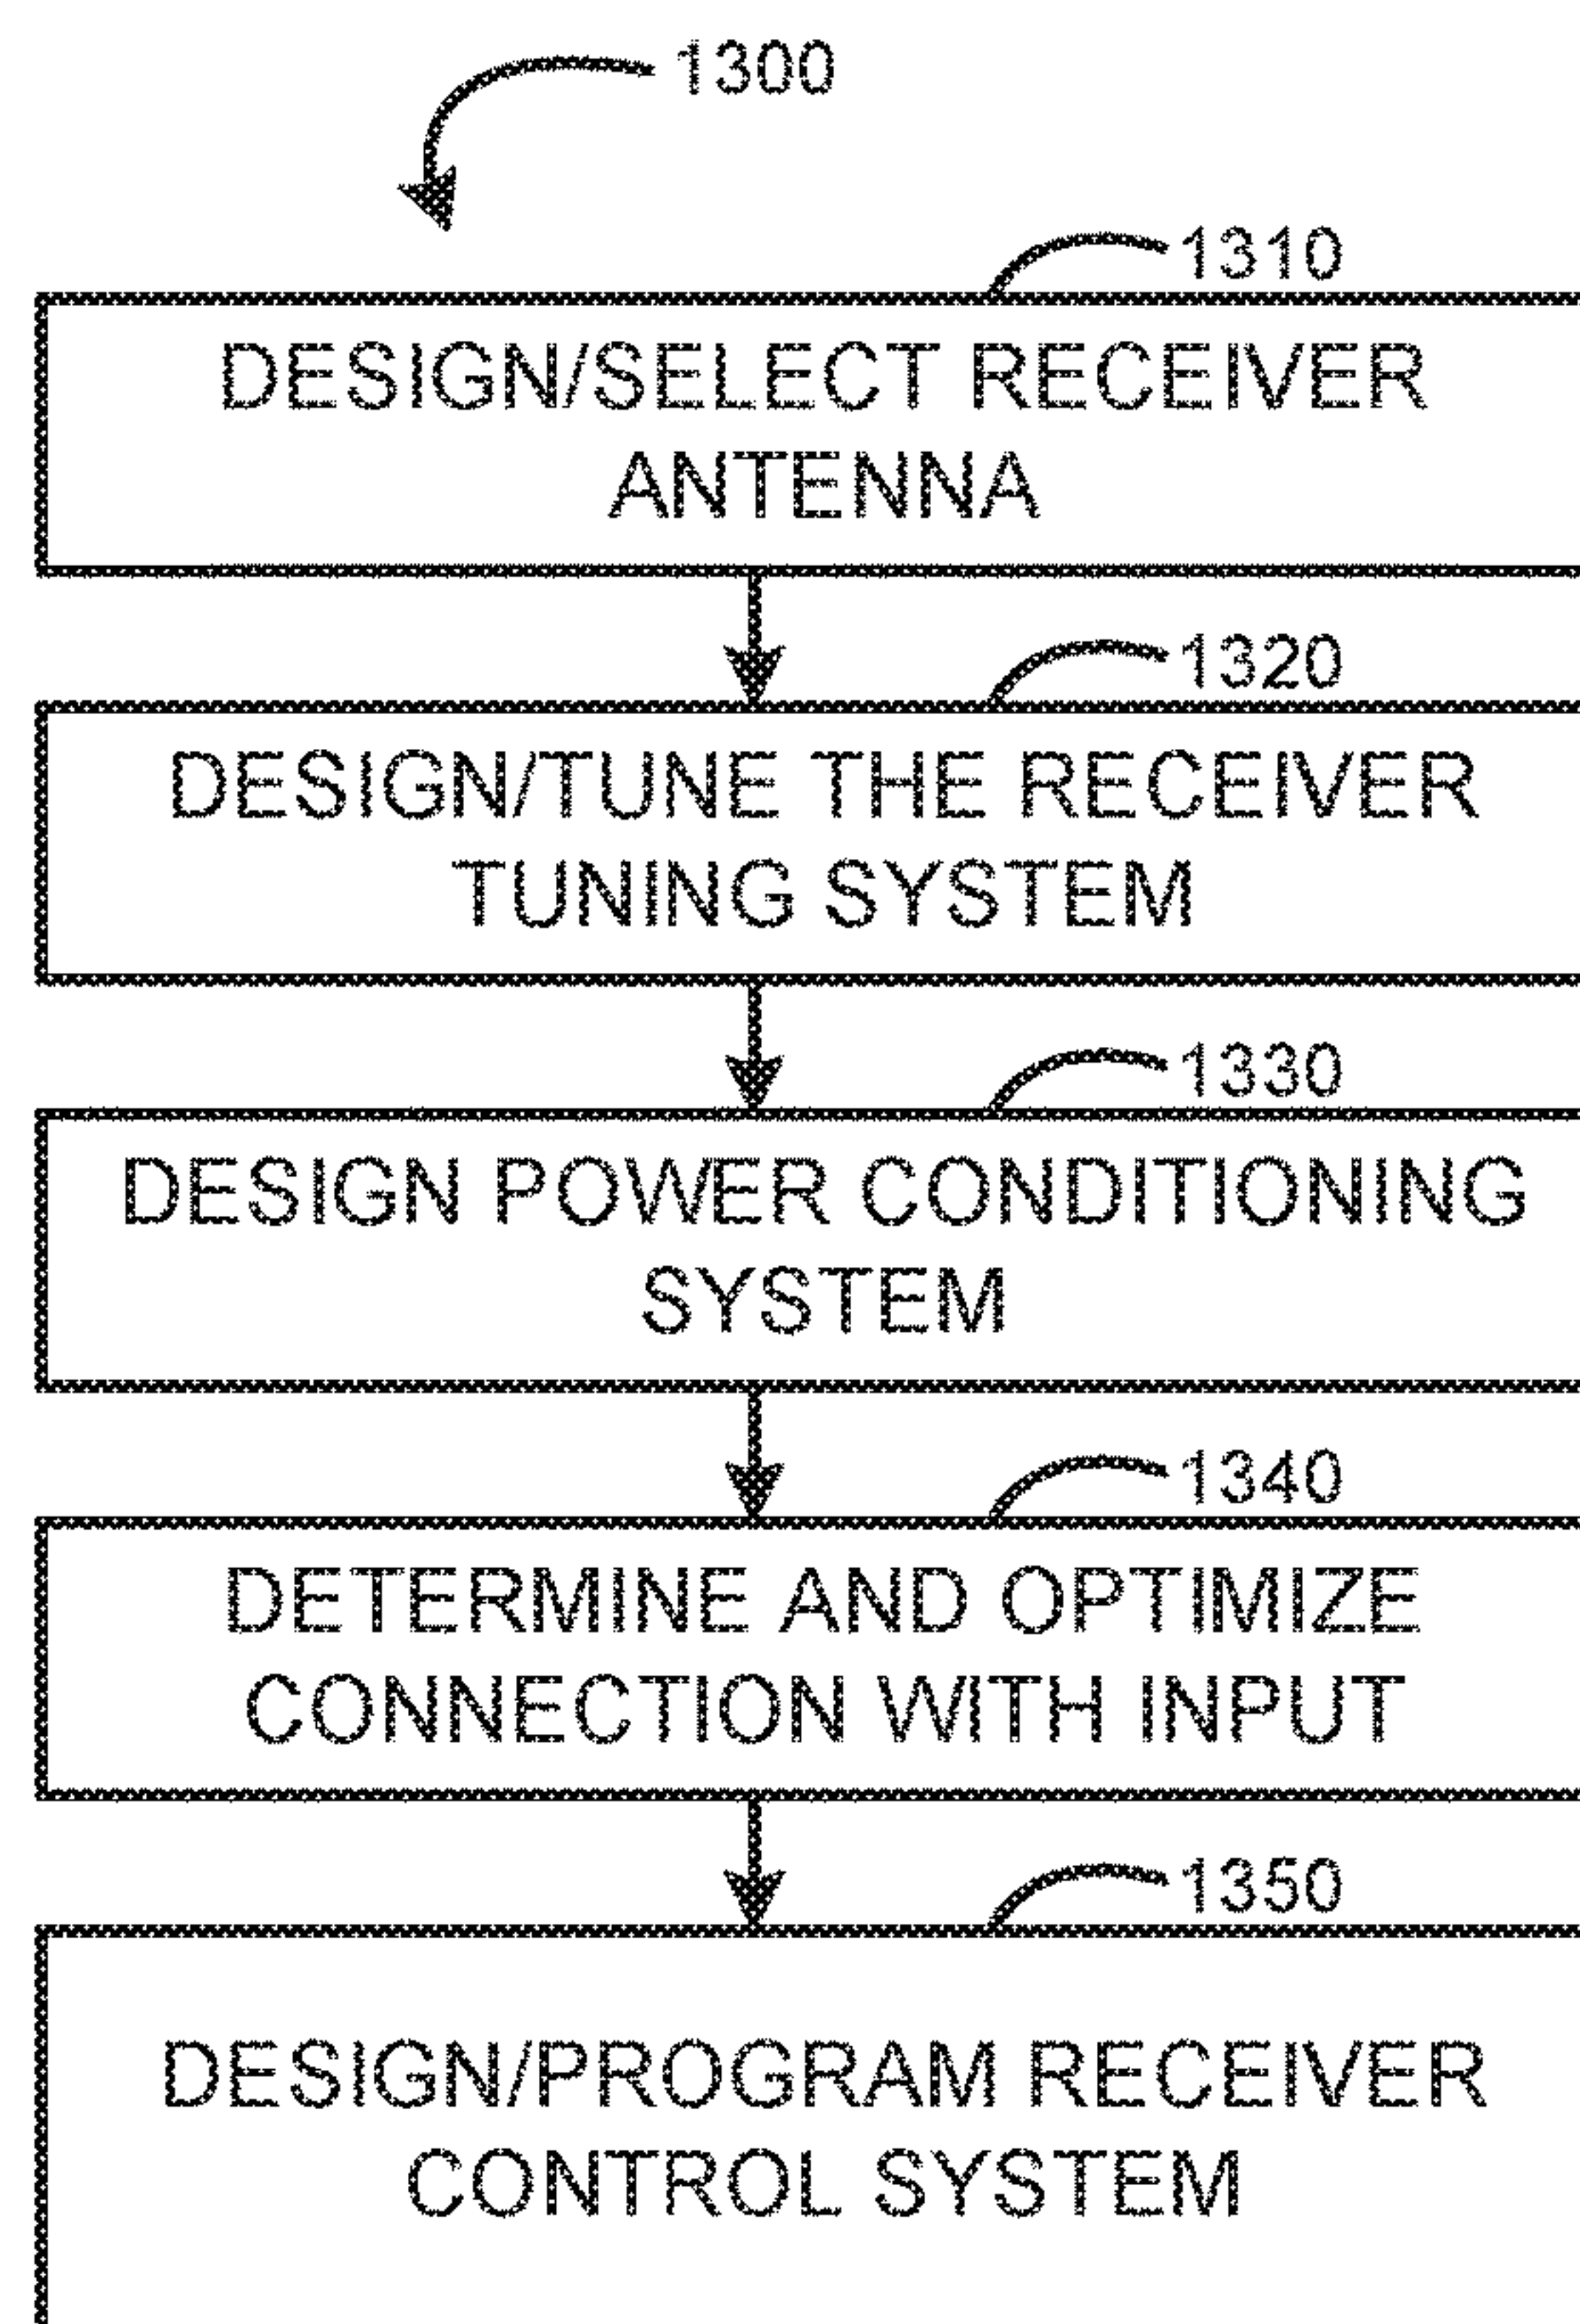 1300
1310
DESIGN/SELECT RECEIVER
ANTENNA
1320
DESIGN/TUNE THE RECEIVER
TUNING SYSTEM
1330
DESIGN POWER CONDITIONING
SYSTEM
1340
DETERMINE AND OPTIMIZE
CONNECTION WITH INPUT
1350
DESIGN/PROGRAM RECEIVER
CONTROL SYSTEM